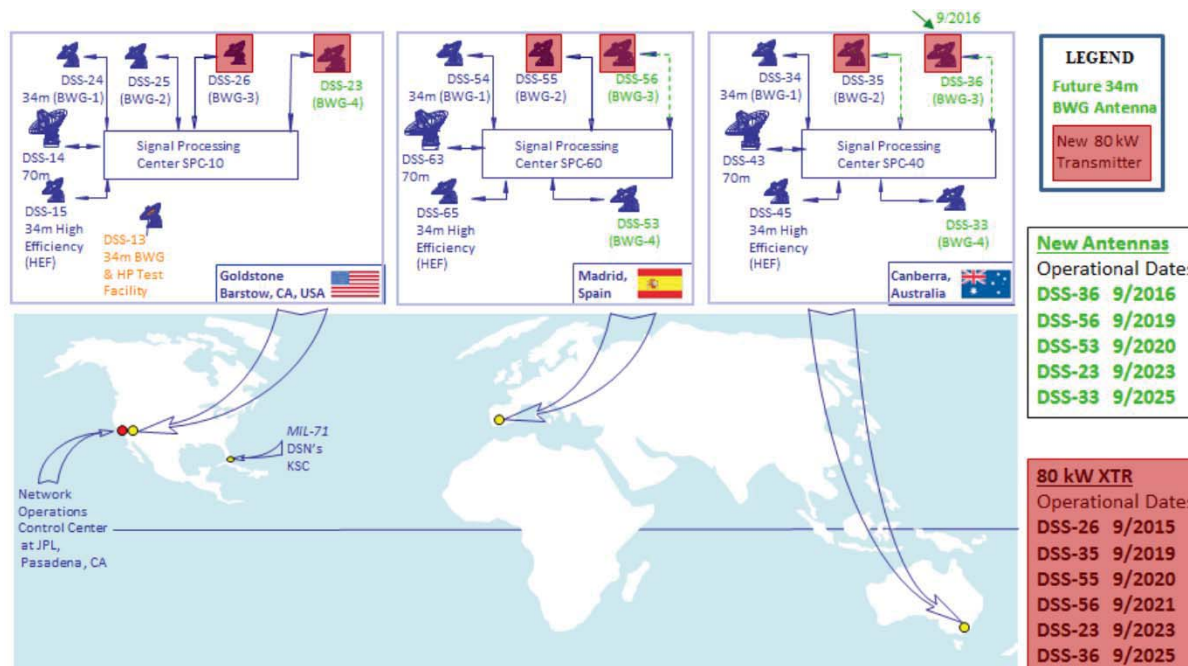 9/2016
DSS-24
34m (BWG-1)
DSS-25
(BWG-2)
DSS-26
(BWG-3)
DSS-23
(BWG-4)
DSS-14
70m
Signal Processing
Center SPC-10
DSS-15
34m High
Efficiency
(HEF)
DSS-13
34m BWG
& HP Test
Facility
Goldstone
Barstow, CA, USA
DSS-54
34m (BWG-1)
DSS-55
(BWG-2)
DSS-56
(BWG-3)
DSS-63
70m
Signal Processing
Center SPC-60
DSS-65
34m High
Efficiency
(HEF)
DSS-53
(BWG-4)
Madrid,
Spain
DSS-34
34m (BWG-1)
DSS-35
(BWG-2)
DSS-36
(BWG-3)
DSS-43
70m
Signal Processing
Center SPC-40
DSS-45
34m High
Efficiency
(HEF)
DSS-33
(BWG-4)
Canberra,
Australia
LEGEND
Future 34m
BWG Antenna
New 80 kW
Transmitter
New Antennas
Operational Date
DSS-36 9/2016
DSS-56 9/2019
DSS-53 9/2020
DSS-23 9/2023
DSS-33 9/2025
80 kW XTR
Operational Date
DSS-26 9/2015
DSS-35 9/2019
DSS-55 9/2020
DSS-56 9/2021
DSS-23 9/2023
DSS-36 9/2025
MIL-71
DSN's
KSC
Network
Operations
Control Center
at JPL,
Pasadena, CA